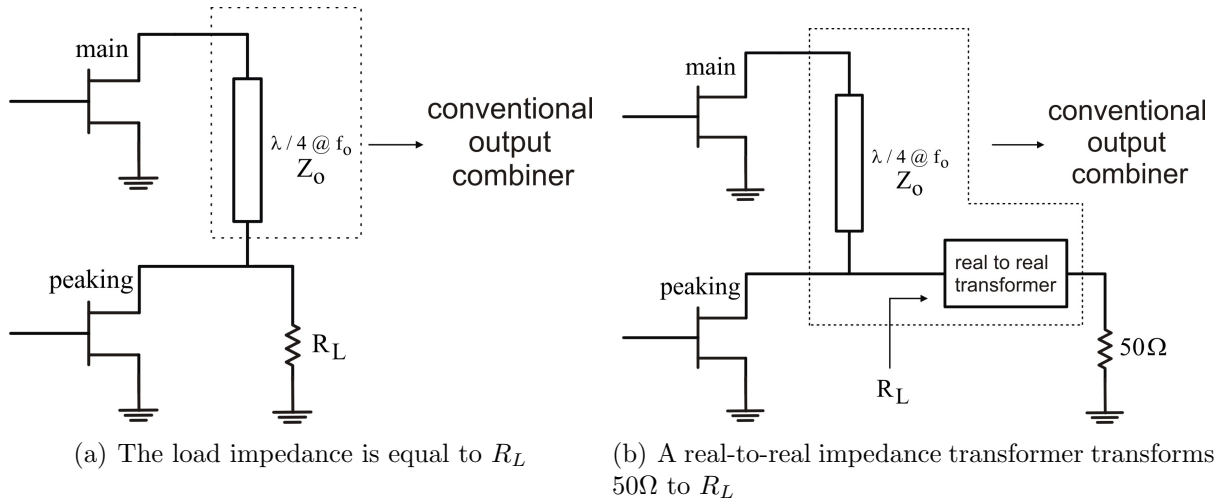 main
λ / 4 @ fo
Zo
conventional
output
combiner
peaking
RL
(a) The load impedance is equal to RL
main
λ / 4 @ fo
Zo
conventional
output
combiner
peaking
real to real
transformer
RL
50Ω
(b) A real-to-real impedance transformer transforms
50Ω to RL